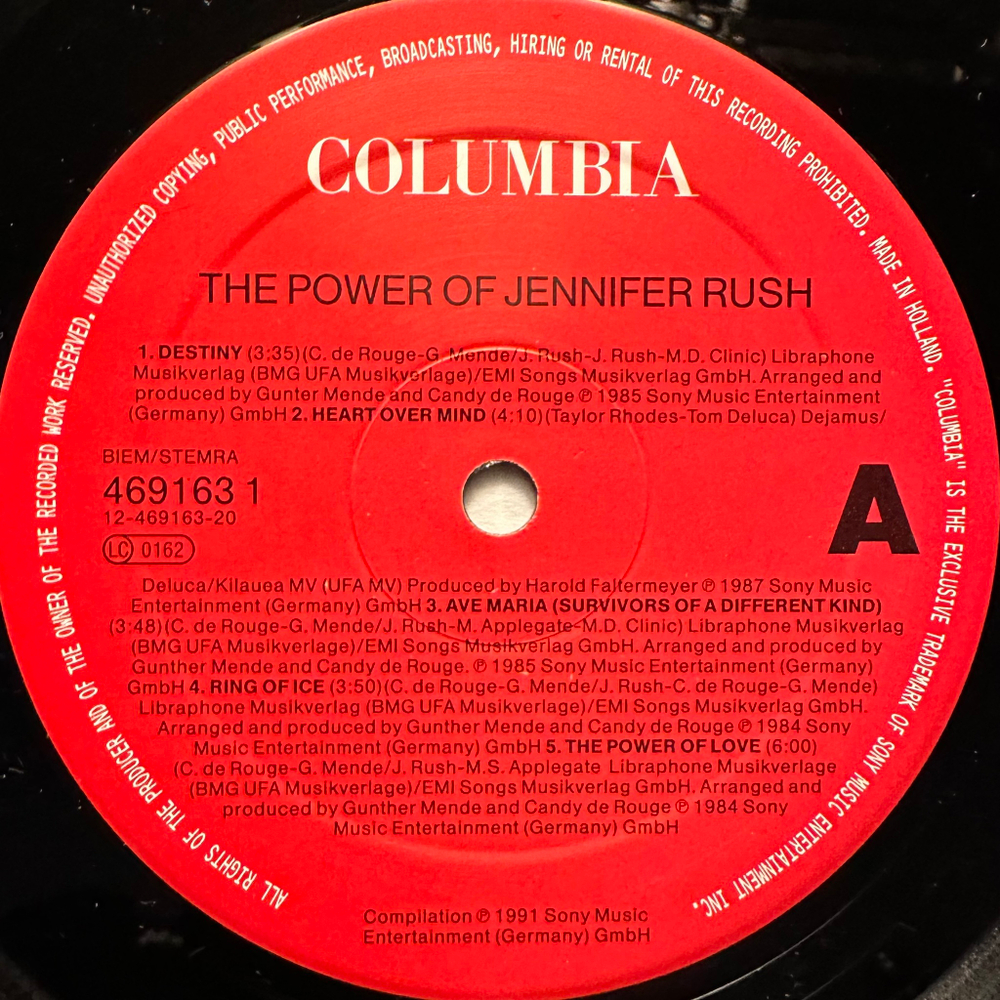 ALL RIGHTS OF THE PRODUCER AND OF THE OWNER OF THE RECORDED WORK RESERVED. UNAUTHORIZED COPYING, PUBLIC PERFORMANCE, BROADCASTING, HIRING OR RENTAL OF THIS RECORDING PROHIBITED. MADE IN HOLLAND. "COLUMBIA" IS THE EXCLUSIVE TRADEMARK OF SONY MUSIC ENTERTAINMENT INC.
COLUMBIA
THE POWER OF JENNIFER RUSH
1. DESTINY (3:35)(C. de Rouge-G. Mende/J. Rush-J. Rush-M.D. Clinic) Libraphone
Musikverlag (BMG UFA Musikverlage)/EMI Songs Musikverlag GmbH. Arranged and
produced by Gunter Mende and Candy de Rouge ℗ 1985 Sony Music Entertainment
(Germany) GmbH 2. HEART OVER MIND (4:10)(Taylor Rhodes-Tom Deluca) Dejamus/
BIEM/STEMRA
469163 1
12-469163-20
LC 0162
A
Deluca/Kilauea MV (UFA MV) Produced by Harold Faltermeyer ℗ 1987 Sony Music
Entertainment (Germany) GmbH 3. AVE MARIA (SURVIVORS OF A DIFFERENT KIND)
(3:48)(C. de Rouge-G. Mende/J. Rush-M. Applegate-M.D. Clinic) Libraphone Musikverlag
(BMG UFA Musikverlage)/EMI Songs Musikverlag GmbH. Arranged and produced by
Gunther Mende and Candy de Rouge. ℗ 1985 Sony Music Entertainment (Germany)
GmbH 4. RING OF ICE (3:50)(C. de Rouge-G. Mende/J. Rush-C. de Rouge-G. Mende)
Libraphone Musikverlag (BMG UFA Musikverlage)/EMI Songs Musikverlag GmbH.
Arranged and produced by Gunther Mende and Candy de Rouge ℗ 1984 Sony
Music Entertainment (Germany) GmbH 5. THE POWER OF LOVE (6:00)
(C. de Rouge-G. Mende/J. Rush-M.S. Applegate Libraphone Musikverlage
(BMG UFA Musikverlage)/EMI Songs Musikverlag GmbH. Arranged and
produced by Gunther Mende and Candy de Rouge ℗ 1984 Sony
Music Entertainment (Germany) GmbH
Compilation ℗ 1991 Sony Music
Entertainment (Germany) GmbH